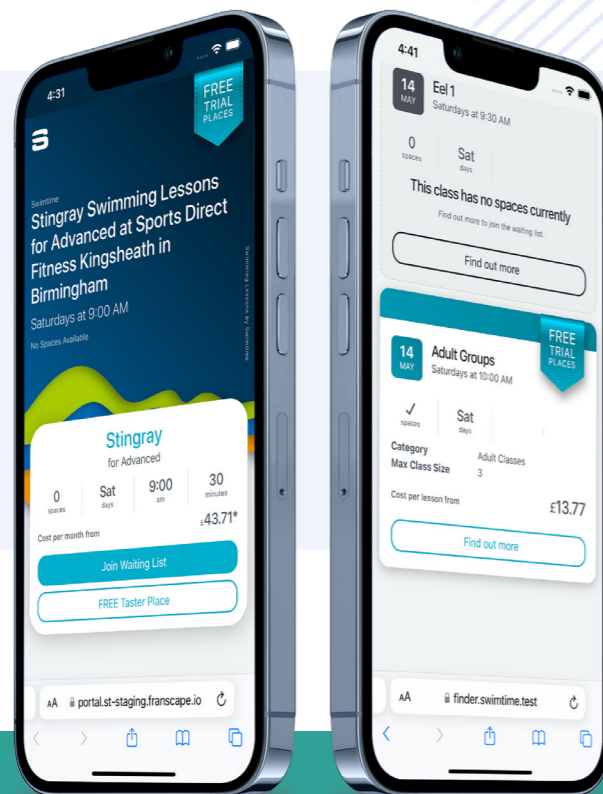 4:31
FREE
TRIAL
PLACES
Swimtime
Stingray Swimming Lessons
for Advanced at Sports Direct
Fitness Kingsheath in
Birmingham
Saturdays at 9:00 AM
No Spaces Available
Swimming Lessons by Swimtime
Stingray
for Advanced
0
spaces
Sat
days
9:00
am
30
minutes
Cost per month from
£43.71*
Join Waiting List
FREE Taster Place
AA portal.st-staging.franscape.io
4:41
14
MAY
Eel 1
Saturdays at 9:30 AM
0
spaces
Sat
days
This class has no spaces currently
Find out more to join the waiting list.
Find out more
FREE
TRIAL
PLACES
14
MAY
Adult Groups
Saturdays at 10:00 AM
spaces
Sat
days
Category Adult Classes
Max Class Size 3
Cost per lesson from
£13.77
Find out more
AA finder.swimtime.test